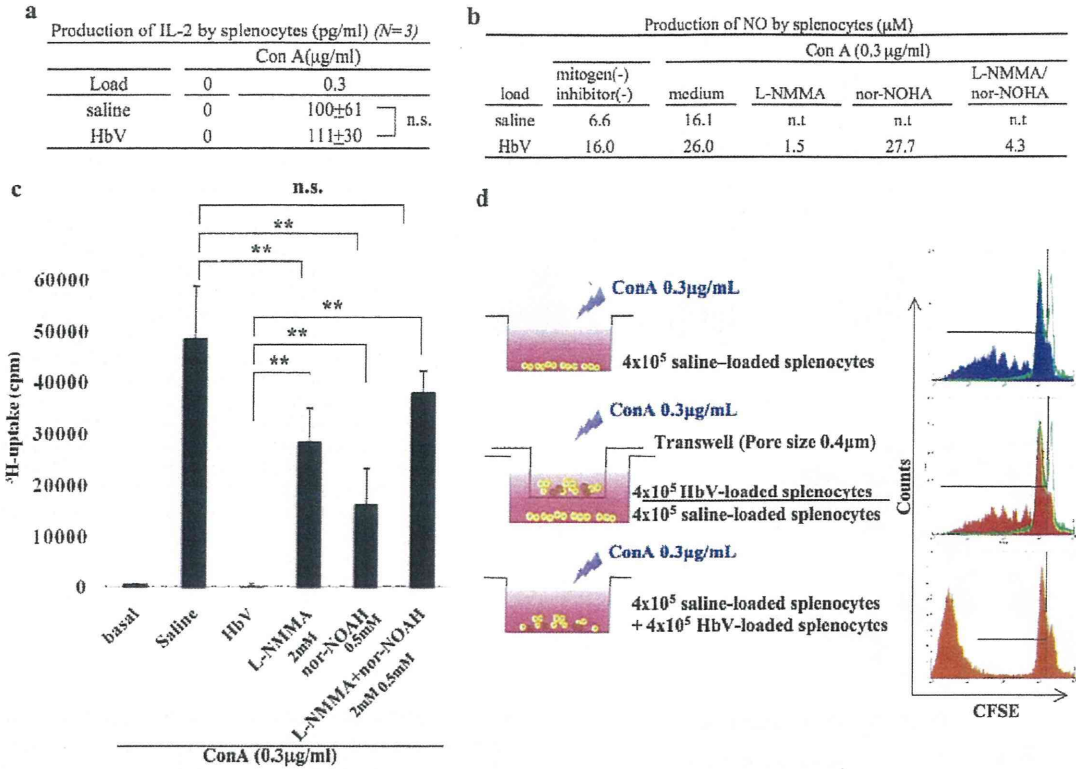 a
Production of IL-2 by splenocytes (pg/ml) (N=3)
Con A(μg/ml)
Load 0 0.3
saline 0 100±61
HbV 0 111±30
n.s.
b
Production of NO by splenocytes (μM)
Con A (0.3 μg/ml)
load mitogen(-) inhibitor(-) medium L-NMMA nor-NOHA L-NMMA/ nor-NOHA
saline 6.6 16.1 n.t n.t n.t
HbV 16.0 26.0 1.5 27.7 4.3
c
n.s.
**
**
**
**
**
³H-uptake (cpm)
60000
50000
40000
30000
20000
10000
0
basal
Saline
HbV
L-NMMA
2mM
nor-NOAH
0.5mM
L-NMMA+nor-NOAH
2mM 0.5mM
ConA (0.3μg/ml)
d
ConA 0.3μg/mL
4x10⁵ saline-loaded splenocytes
ConA 0.3μg/mL
Transwell (Pore size 0.4μm)
4x10⁵ HbV-loaded splenocytes
4x10⁵ saline-loaded splenocytes
ConA 0.3μg/mL
4x10⁵ saline-loaded splenocytes
+ 4x10⁵ HbV-loaded splenocytes
Counts
CFSE